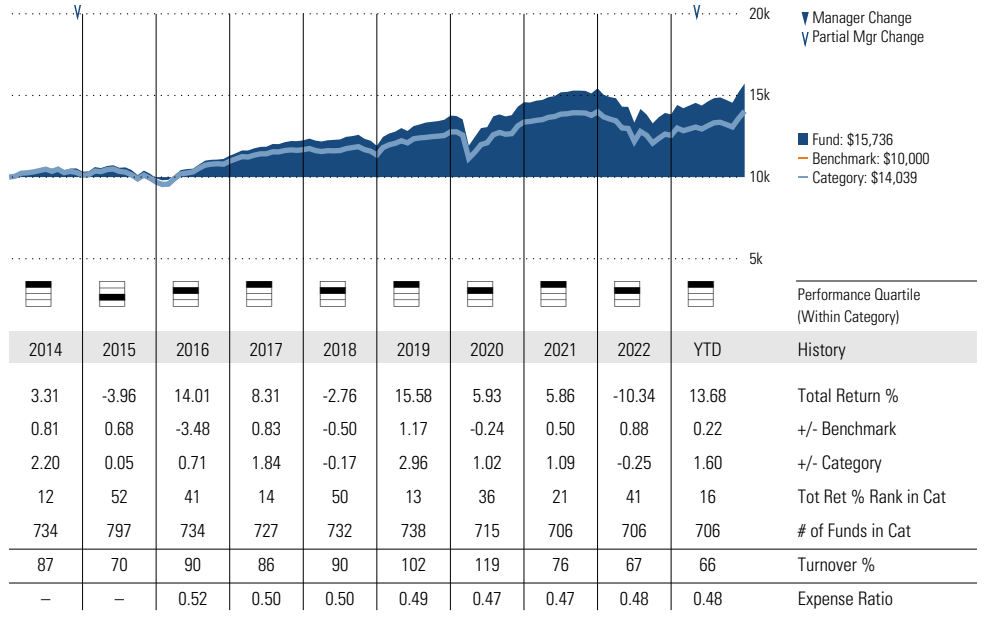 20k
Manager Change
Partial Mgr Change
15k
Fund: $15,736
Benchmark: $10,000
10k
Category: $14,039
5k
Performance Quartile
(Within Category)
2014 2015 2016 2017 2018 2019 2020 2021 2022 YTD History
3.31 -3.96 14.01 8.31 -2.76 15.58 5.93 5.86 -10.34 13.68 Total Return %
0.81 0.68 -3.48 0.83 -0.50 1.17 -0.24 0.50 0.88 0.22 +/- Benchmark
2.20 0.05 0.71 1.84 -0.17 2.96 1.02 1.09 -0.25 1.60 +/- Category
12 52 41 14 50 13 36 21 41 16 Tot Ret % Rank in Cat
734 797 734 727 732 738 715 706 706 706 # of Funds in Cat
87 70 90 86 90 102 119 76 67 66 Turnover %
– – 0.52 0.50 0.50 0.49 0.47 0.47 0.48 0.48 Expense Ratio